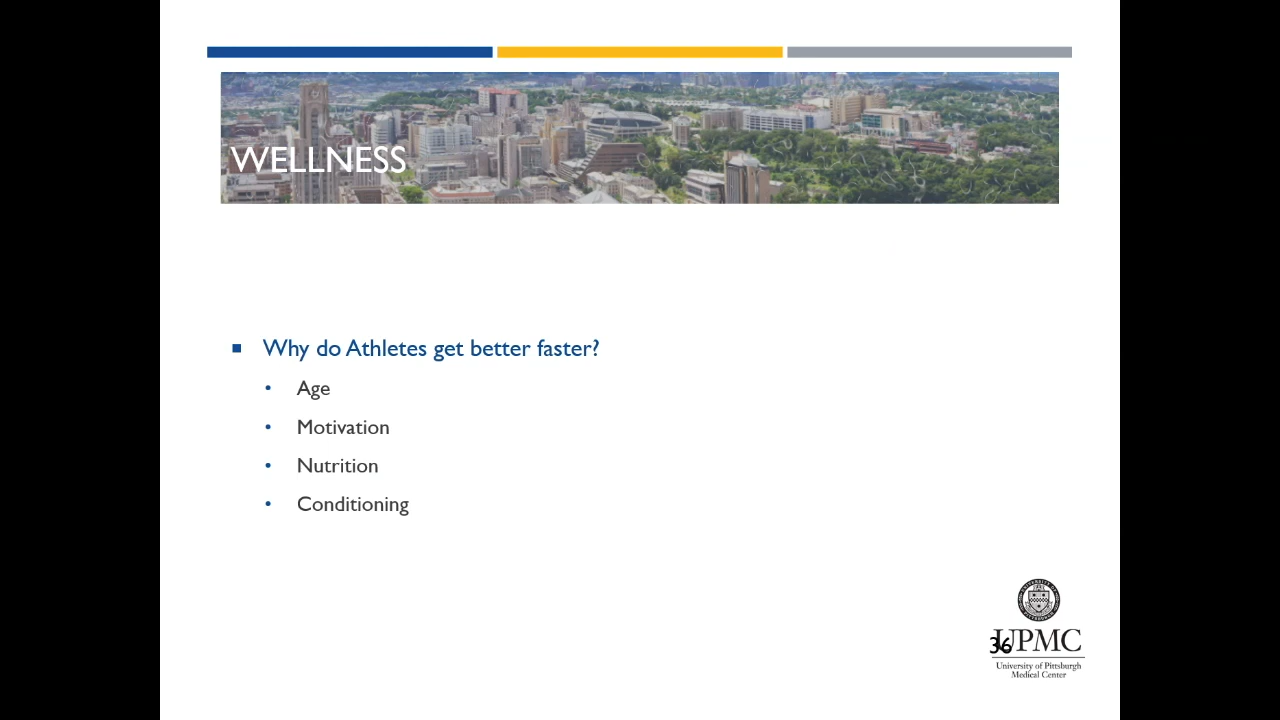 WELLNESS
Why do Athletes get better faster?
Age
Motivation
Nutrition
Conditioning
36
UPMC
University of Pittsburgh
Medical Center